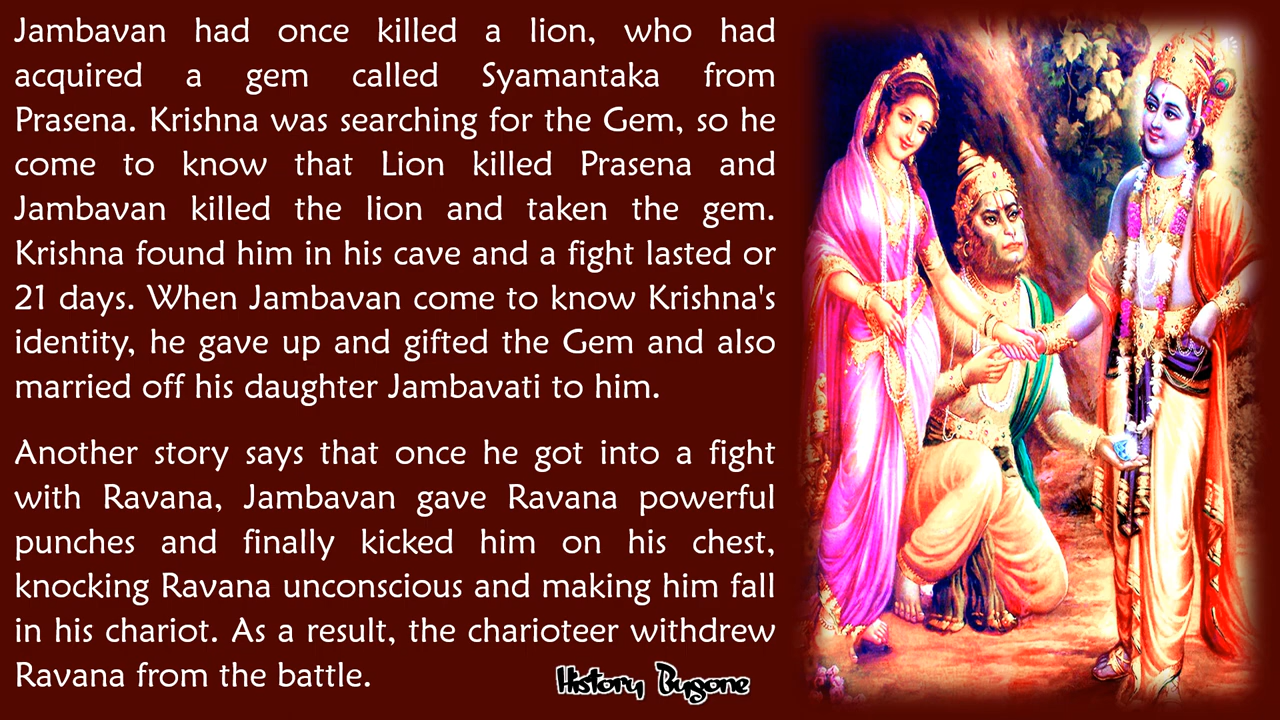 Jambavan had once killed a lion, who had
acquired a gem called Syamantaka from
Prasena. Krishna was searching for the Gem, so he
come to know that Lion killed Prasena and
Jambavan killed the lion and taken the gem.
Krishna found him in his cave and a fight lasted or
21 days. When Jambavan come to know Krishna's
identity, he gave up and gifted the Gem and also
married off his daughter Jambavati to him.
Another story says that once he got into a fight
with Ravana, Jambavan gave Ravana powerful
punches and finally kicked him on his chest,
knocking Ravana unconscious and making him fall
in his chariot. As a result, the charioteer withdrew
Ravana from the battle.
History Bygone